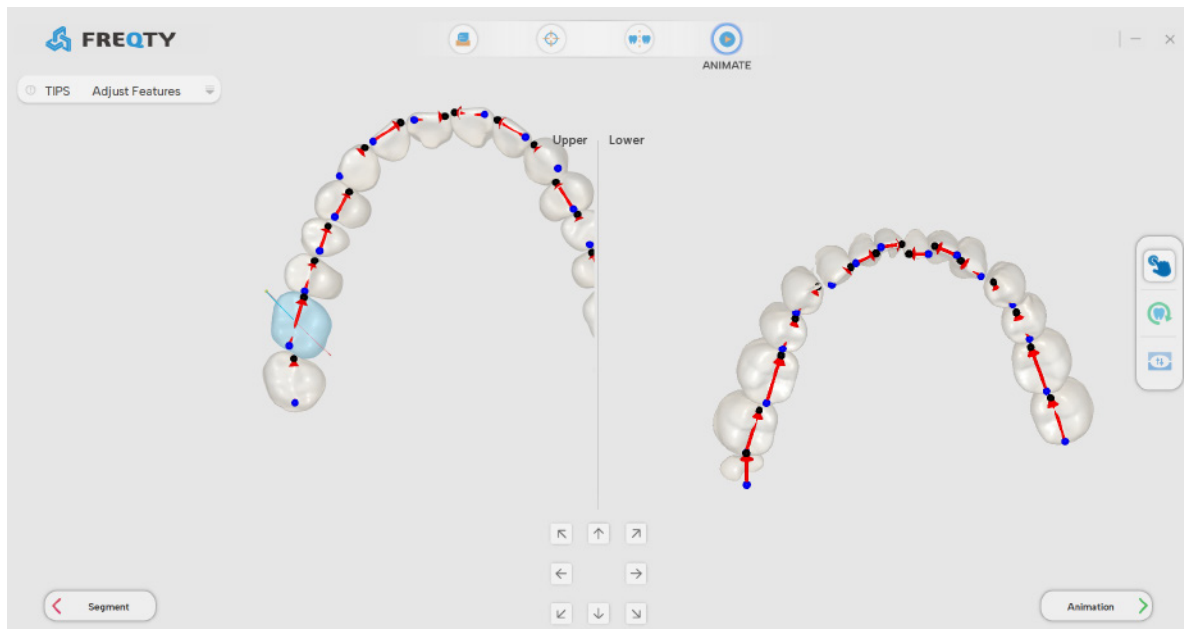 FREQTY
ANIMATE
TIPS Adjust Features
Upper Lower
Segment
Animation